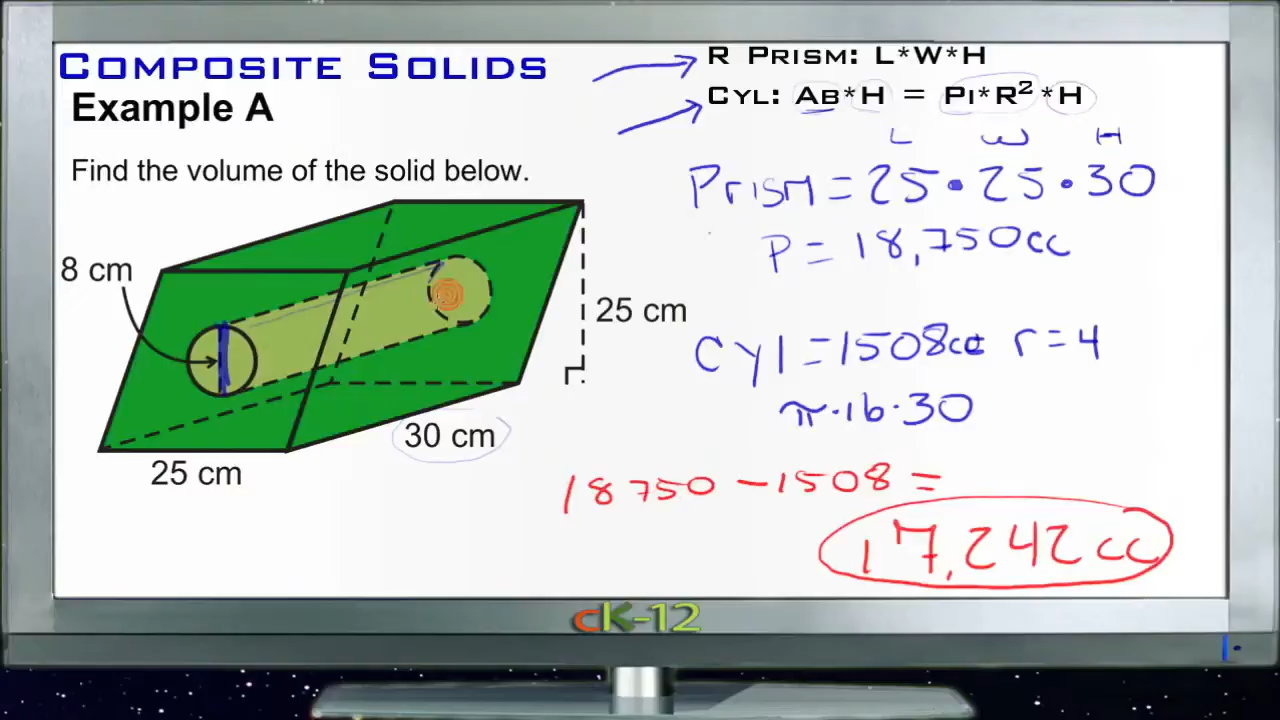 COMPOSITE SOLIDS
Example A
Find the volume of the solid below.
8 cm
25 cm
30 cm
25 cm
R PRISM: L*W*H
CYL: AB*H = PI*R²*H
L W H
Prism = 25 • 25 • 30
P = 18,750cc
Cyl = 1508cc r = 4
π · 16 · 30
18750 - 1508 =
17,242 cc
cK-12